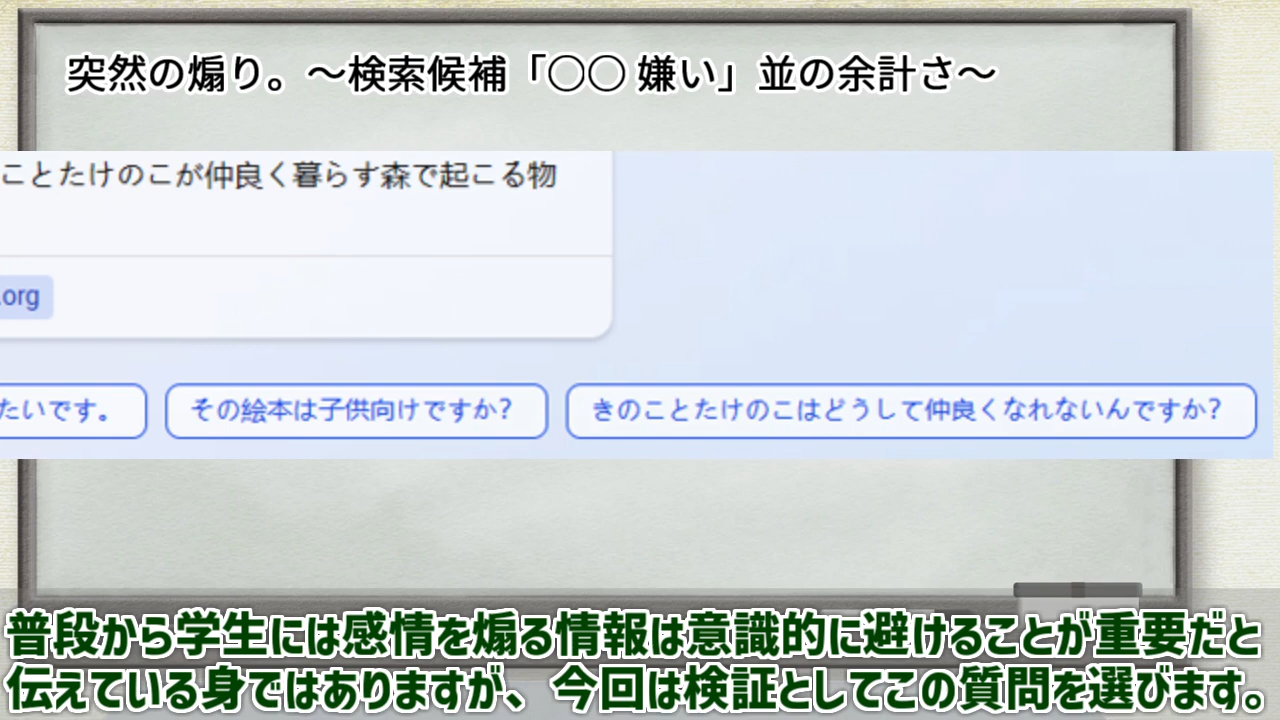 突然の煽り。～検索候補「○○ 嫌い」並の余計さ～
ことたけのこが仲良く暮らす森で起こる物
.org
たいです。
その絵本は子供向けですか?
きのことたけのこはどうして仲良くなれないんですか?
普段から学生には感情を煽る情報は意識的に避けることが重要だと
伝えている身ではありますが、今回は検証としてこの質問を選びます。